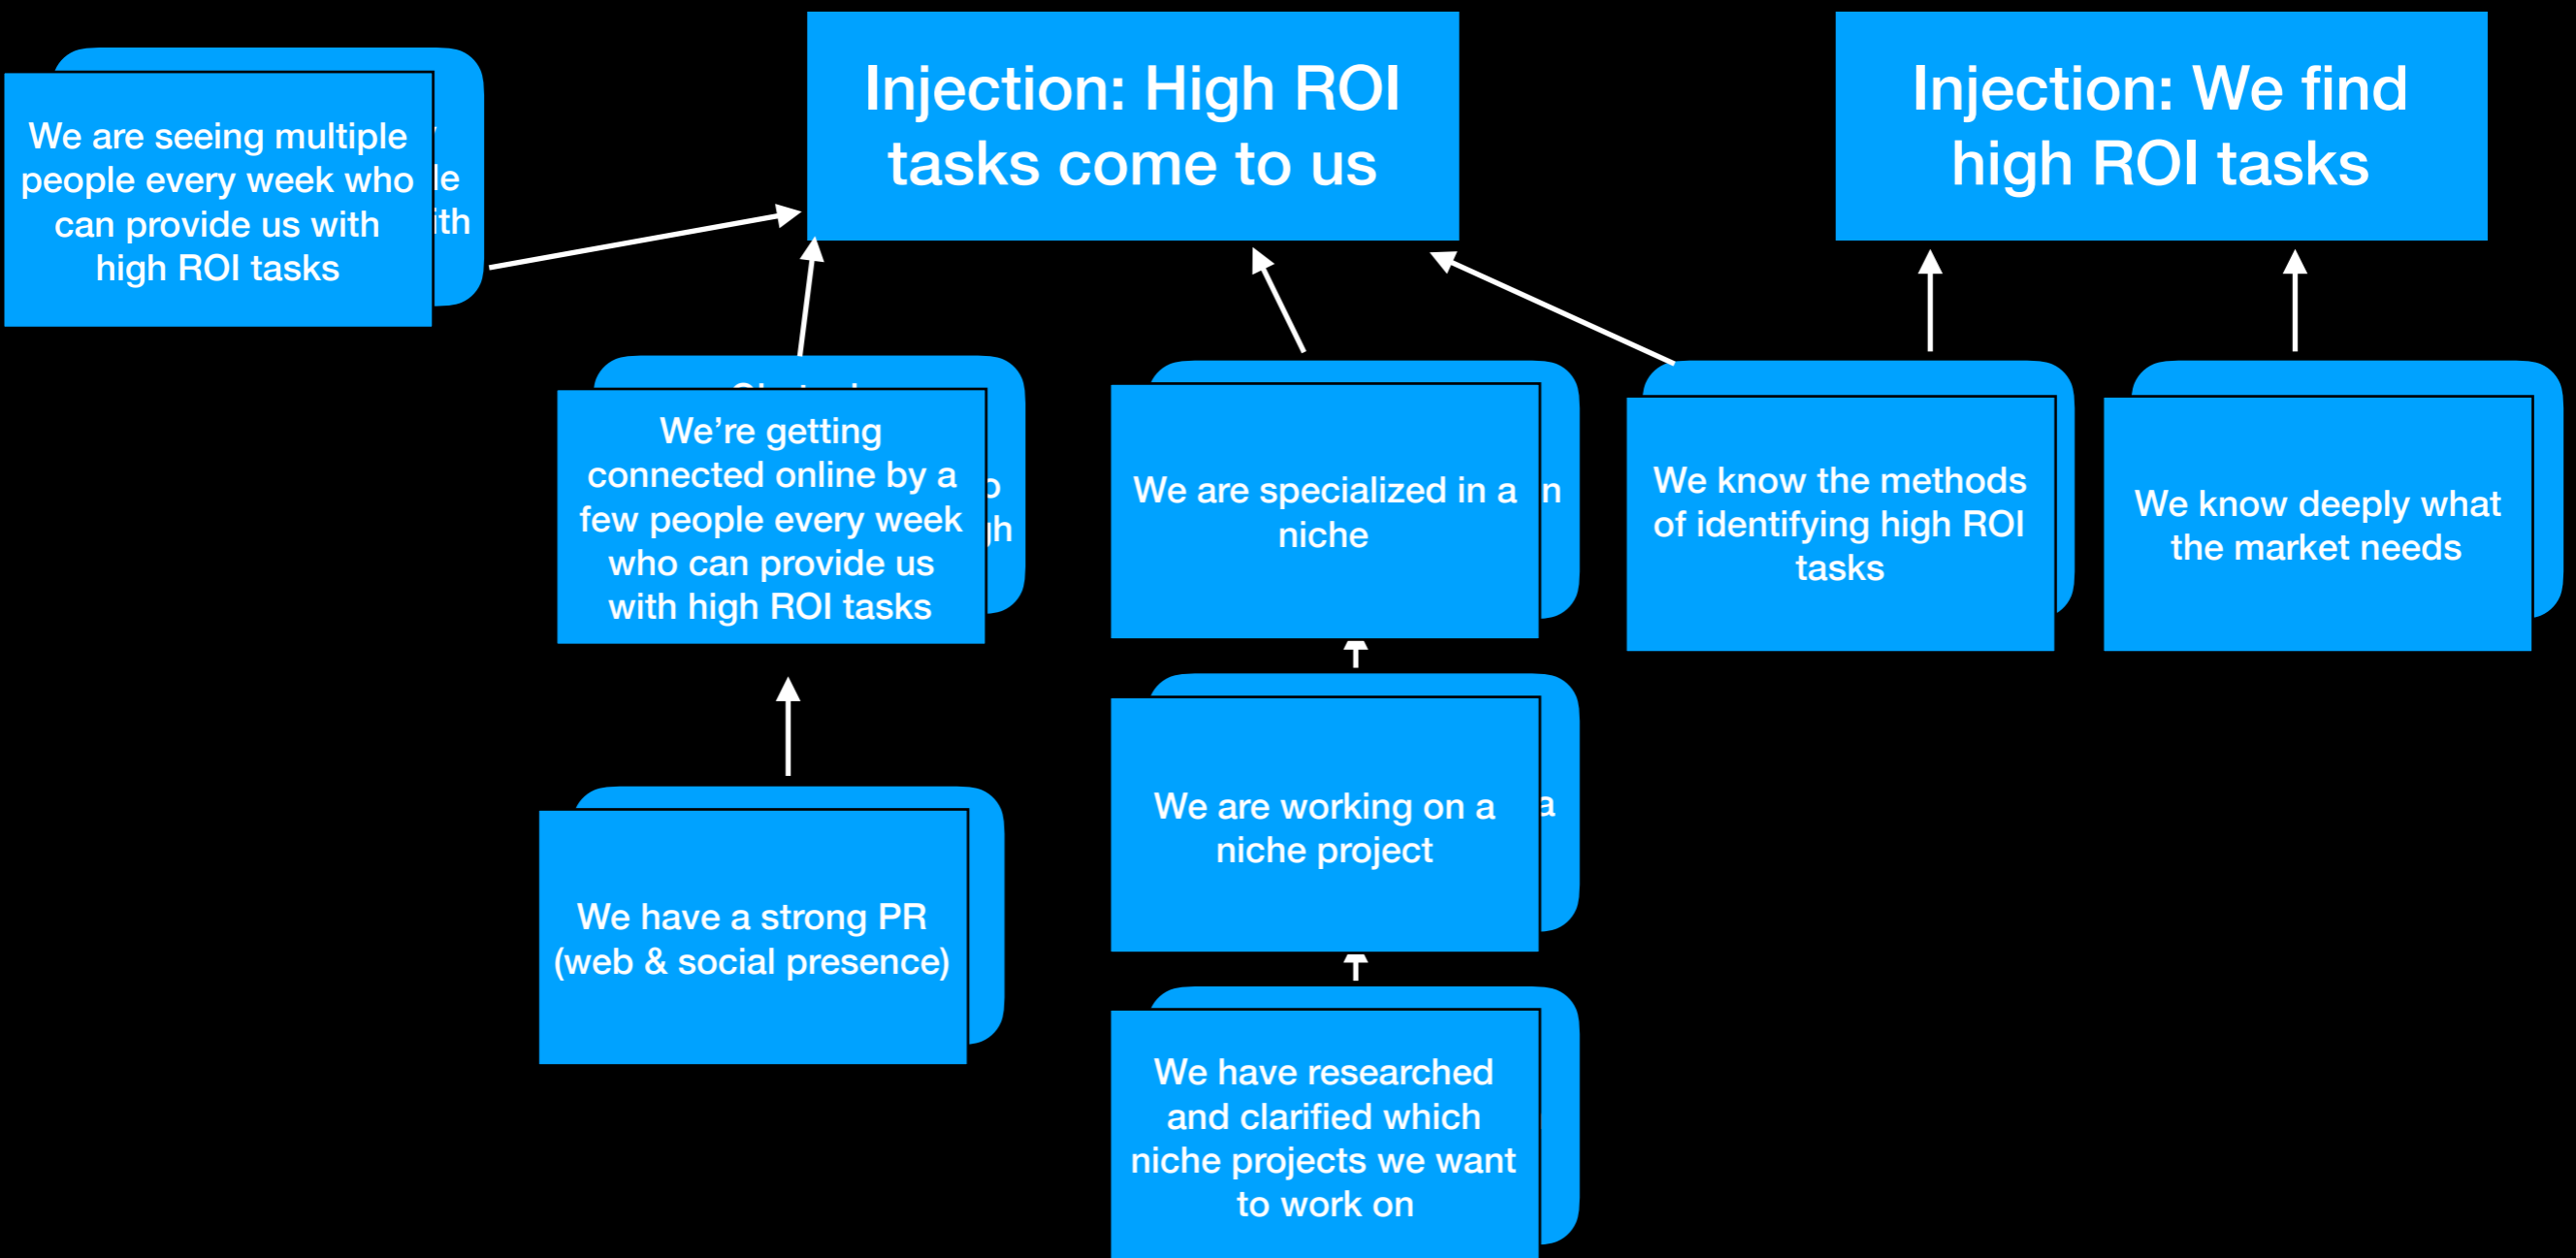 We are seeing multiple
people every week who
can provide us with
high ROI tasks
Injection: High ROI
tasks come to us
Injection: We find
high ROI tasks
We're getting
connected online by a
few people every week
who can provide us
with high ROI tasks
We are specialized in a
niche
We know the methods
of identifying high ROI
tasks
We know deeply what
the market needs
We are working on a
niche project
We have a strong PR
(web & social presence)
We have researched
and clarified which
niche projects we want
to work on